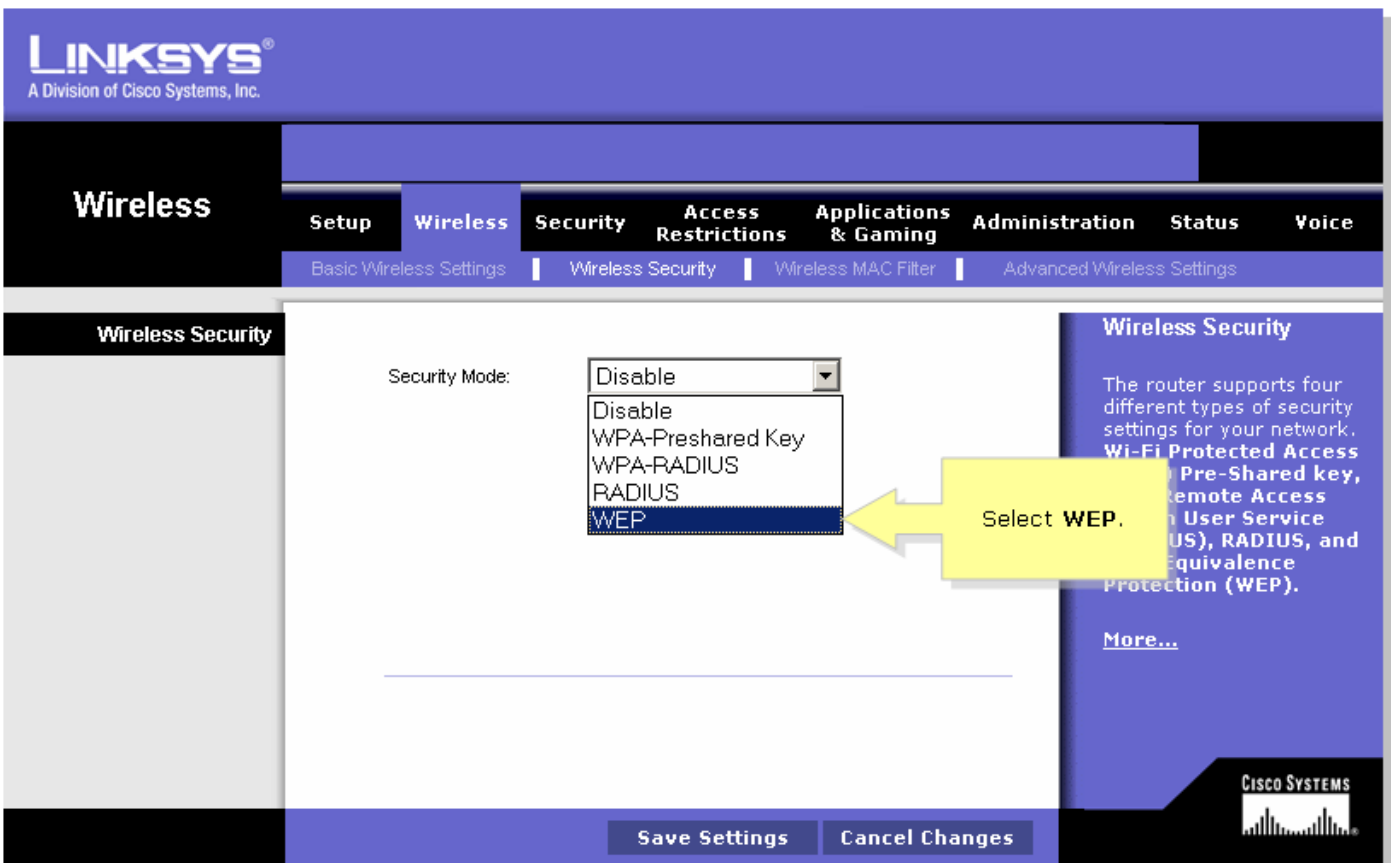 LINKSYS®
A Division of Cisco Systems, Inc.
Wireless
Setup
Wireless
Security
Access
Restrictions
Applications
& Gaming
Administration
Status
Voice
Basic Wireless Settings
Wireless Security
Wireless MAC Filter
Advanced Wireless Settings
Wireless Security
Security Mode:
Disable
Disable
WPA-Preshared Key
WPA-RADIUS
RADIUS
WEP
Select WEP.
Wireless Security
The router supports four
different types of security
settings for your network.
Wi-Fi Protected Access
Pre-Shared key,
Remote Access
User Service
RADIUS, and
Equivalence
Protection (WEP).
More...
Save Settings
Cancel Changes
CISCO SYSTEMS